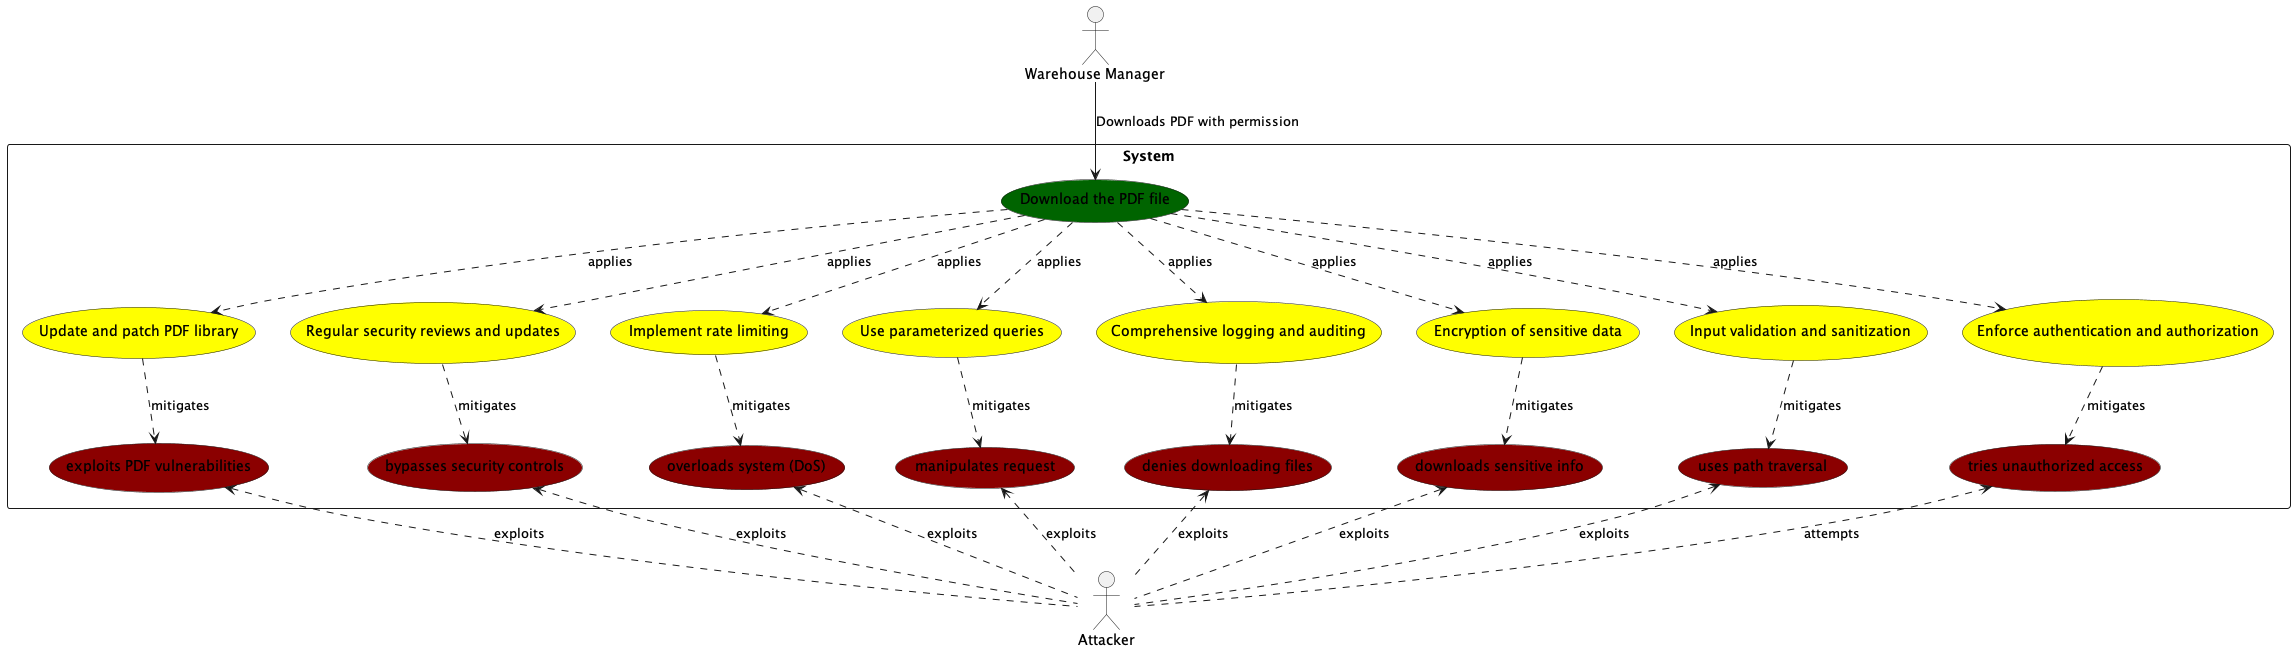 Warehouse Manager
Downloads PDF with permission
System
Download the PDF file
applies applies applies applies applies applies applies applies
Update and patch PDF library Regular security reviews and updates Implement rate limiting Use parameterized queries Comprehensive logging and auditing Encryption of sensitive data Input validation and sanitization Enforce authentication and authorization
mitigates mitigates mitigates mitigates mitigates mitigates mitigates mitigates
exploits PDF vulnerabilities bypasses security controls overloads system (DoS) manipulates request denies downloading files downloads sensitive info uses path traversal tries unauthorized access
exploits exploits exploits exploits exploits exploits exploits attempts
Attacker